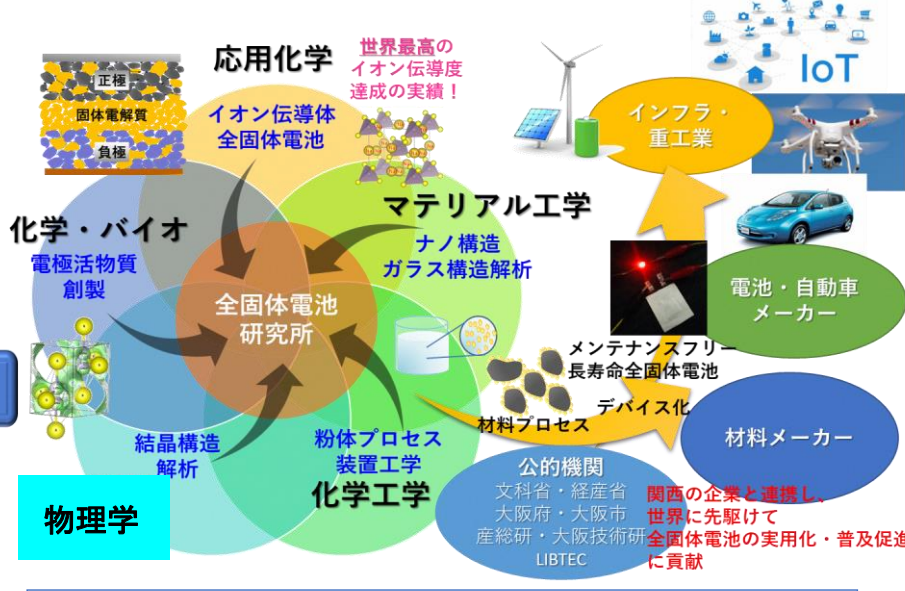 応用化学
世界最高の
イオン伝導度
達成の実績！
正極
固体電解質
負極
イオン伝導体
全固体電池
IoT
インフラ・
重工業
化学・バイオ
電極活物質
創製
マテリアル工学
ナノ構造
ガラス構造解析
全固体電池
研究所
電池・自動車
メーカー
メンテナンスフリー
長寿命全固体電池
デバイス化
材料プロセス
材料メーカー
結晶構造
解析
粉体プロセス
装置工学
化学工学
物理学
公的機関
文科省・経産省
大阪府・大阪市
産総研・大阪技術研
LIBTEC
関西の企業と連携し、
世界に先駆けて
全固体電池の実用化・普及促進
に貢献